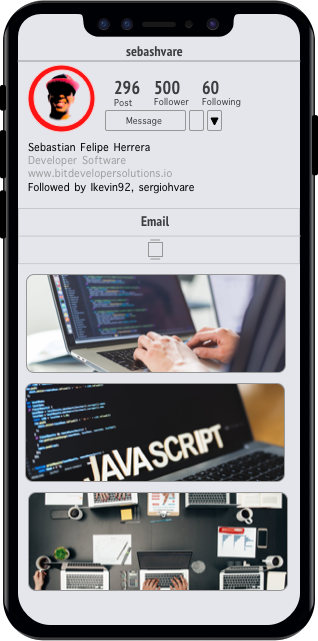 sebashvare
296 500 60
Post Follower Following
Message
Sebastian Felipe Herrera
Developer Software
www.bitdevelopersolutions.io
Followed by lkevin92, sergiohvare
Email
JAVASCRIPT